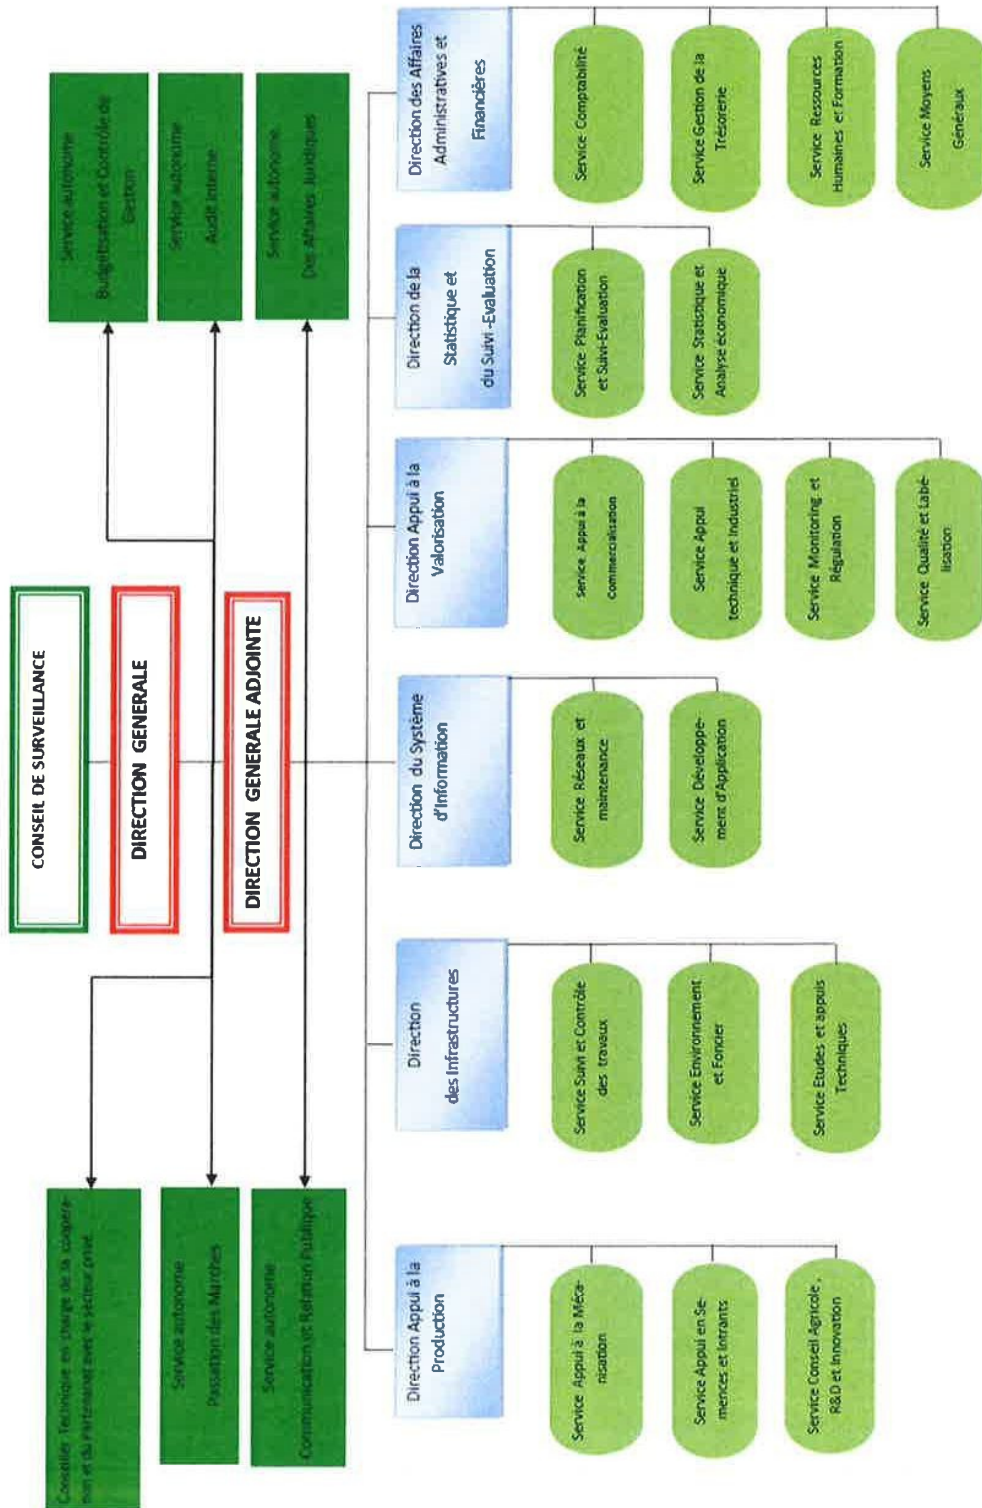 CONSEIL DE SURVEILLANCE
DIRECTION GENERALE
DIRECTION GENERALE ADJOINTE
Conseiller Technique en charge de la coopéra-
tion et du Partenariat avec le secteur privé.
Service autonome
Passation des Marches
Service autonome
Communication et Relation Publique
Service autonome
Budgétisation et Contrôle de
Gestion
Service autonome
Audit Interne
Service autonome
Des Affaires Juridiques
Direction Appui à la
Production
Service Appui à la Méca-
nisation
Service Appui en Se-
mences et Intrants
Service Conseil Agricole ,
R&D et Innovation
Direction
des Infrastructures
Service Suivi et Contrôle
des travaux
Service Environnement
et Foncier
Service Etudes et appuis
Techniques
Direction du Système
d'Information
Service Réseaux et
maintenance
Service Développe-
ment d'Application
Direction Appui à la
Valorisation
Service Appui à la
commercialisation
Service Appui
technique et Industriel
Service Monitoring et
Régulation
Service Qualité et Labé-
lisation
Direction de la
Statistique et
du Suivi -Evaluation
Service Planification
et Suivi-Evaluation
Service Statistique et
Analyse économique
Direction des Affaires
Administratives et
Financières
Service Comptabilité
Service Gestion de la
Trésorerie
Service Ressources
Humaines et Formation
Service Moyens
Généraux